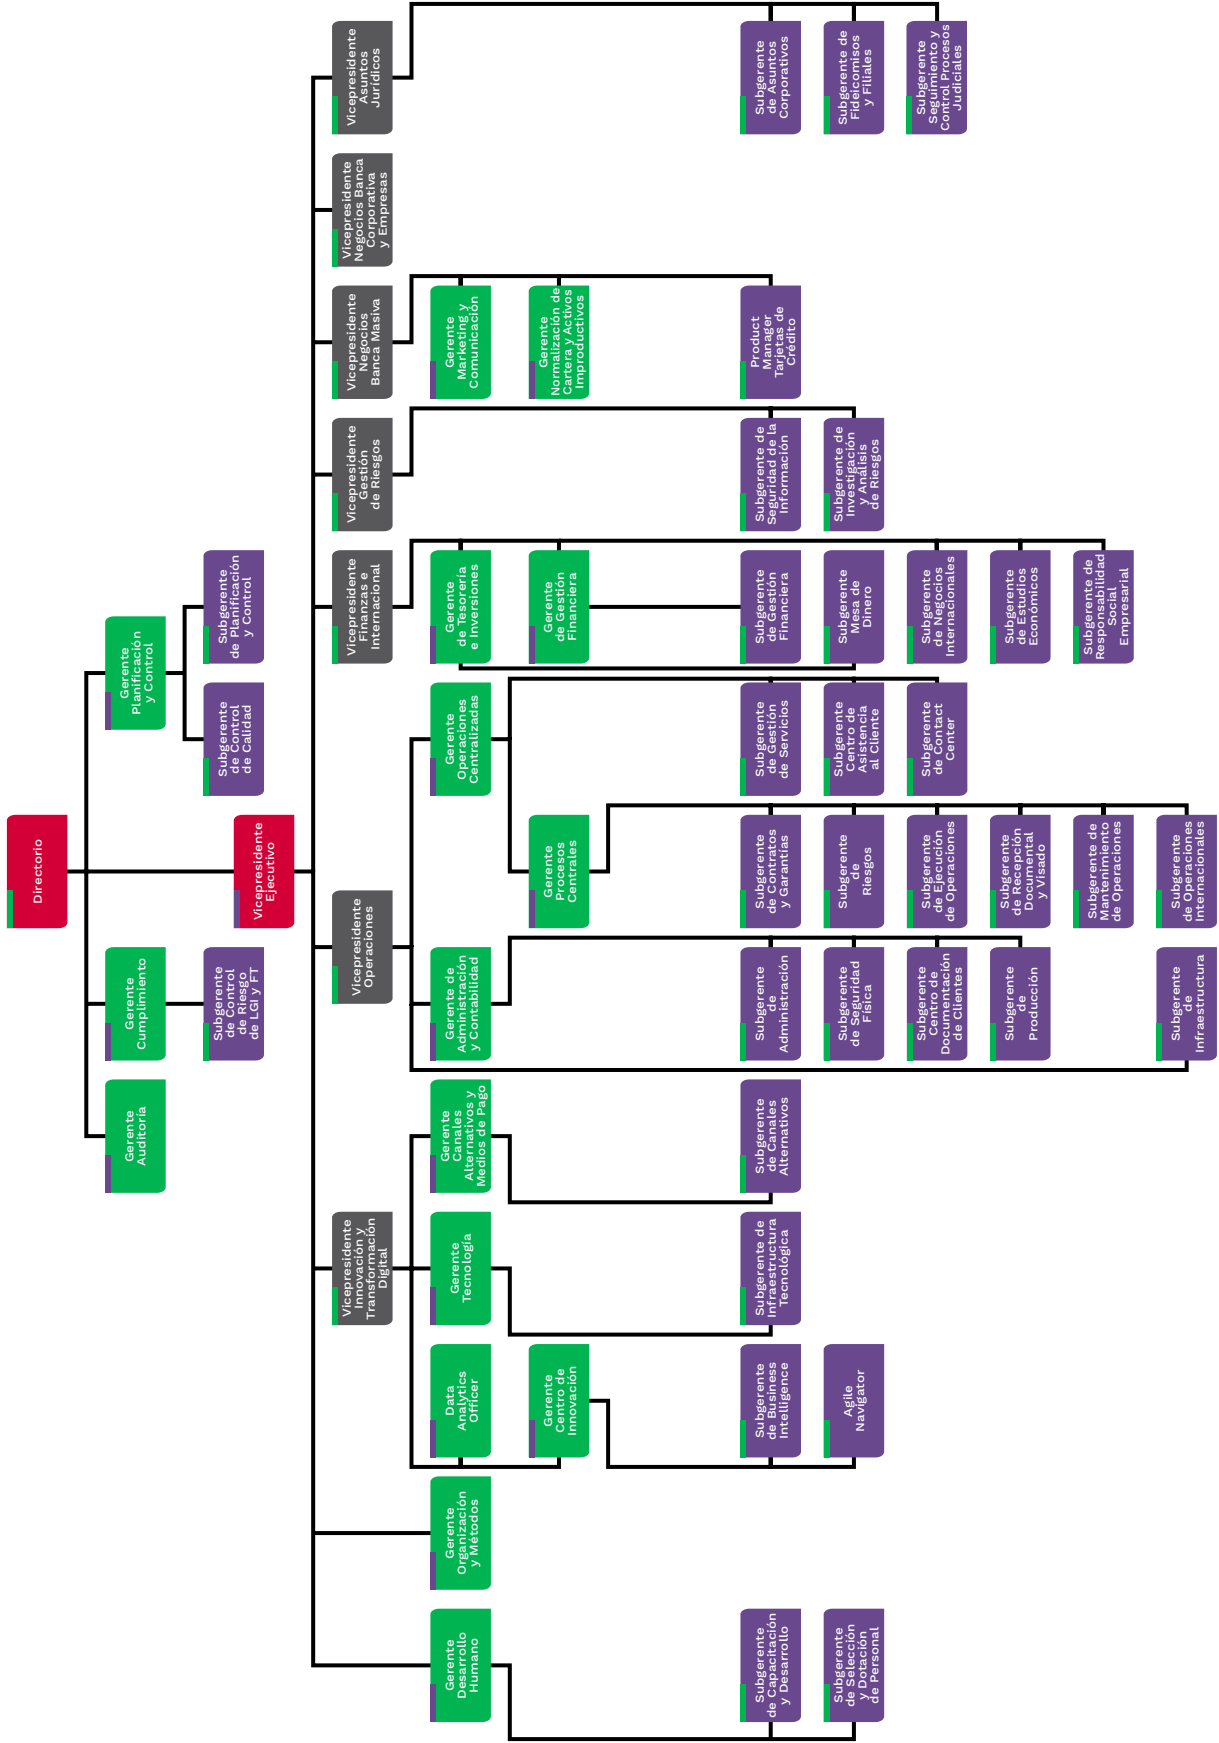 Directorio
Gerente
Auditoría
Gerente
Cumplimiento
Gerente
Planificación
y Control
Subgerente
de Control
de Riesgo
de LGI y FT
Subgerente
de Control
de Calidad
Subgerente
de Planificación
y Control
Vicepresidente
Ejecutivo
Vicepresidente
Innovación y
Transformación
Digital
Vicepresidente
Operaciones
Vicepresidente
Finanzas e
Internacional
Vicepresidente
Gestión
de Riesgos
Vicepresidente
Negocios
Banca Masiva
Vicepresidente
Negocios Banca
Corporativa
y Empresas
Vicepresidente
Asuntos
Jurídicos
Gerente
Desarrollo
Humano
Gerente
Organización
y Métodos
Data
Analytics
Officer
Gerente
Tecnología
Gerente
Canales
Alternativos y
Medios de Pago
Gerente de
Administración
y Contabilidad
Gerente
Operaciones
Centralizadas
Gerente
de Tesorería
e Inversiones
Gerente
Marketing y
Comunicación
Gerente
Centro de
Innovación
Gerente
Procesos
Centrales
Gerente
de Gestión
Financiera
Gerente
Normalización de
Cartera y Activos
Improductivos
Subgerente
de Capacitación
y Desarrollo
Subgerente
de Business
Intelligence
Subgerente de
Infraestructura
Tecnológica
Subgerente
de Canales
Alternativos
Subgerente
de
Administración
Subgerente
de Contratos
y Garantías
Subgerente
de Gestión
de Servicios
Subgerente
de Gestión
Financiera
Subgerente de
Seguridad de la
Información
Product
Manager
Tarjetas de
Crédito
Subgerente
de Asuntos
Corporativos
Subgerente
de Selección
y Dotación
de Personal
Agile
Navigator
Subgerente
de Seguridad
Física
Subgerente
de
Riesgos
Subgerente
Centro de
Asistencia
al Cliente
Subgerente
Mesa de
Dinero
Subgerente de
Investigación
y Análisis
de Riesgos
Subgerente de
Fideicomisos
y Filiales
Subgerente
Centro de
Documentación
de Clientes
Subgerente
de Ejecución
de Operaciones
Subgerente
de Contact
Center
Subgerente
de Negocios
Internacionales
Subgerente
Seguimiento y
Control Procesos
Judiciales
Subgerente
de
Producción
Subgerente
de Recepción
Documental
y Visado
Subgerente
de Estudios
Económicos
Subgerente de
Mantenimiento
de Operaciones
Subgerente de
Responsabilidad
Social
Empresarial
Subgerente
de
Infraestructura
Subgerente
de Operaciones
Internacionales